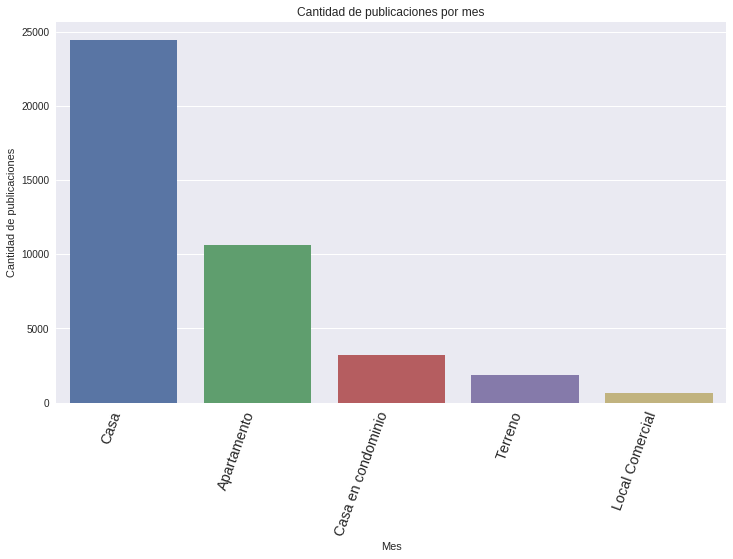 Cantidad de publicaciones por mes
Cantidad de publicaciones
25000
20000
15000
10000
5000
0
Casa
Apartamento
Casa en condominio
Terreno
Local Comercial
Mes